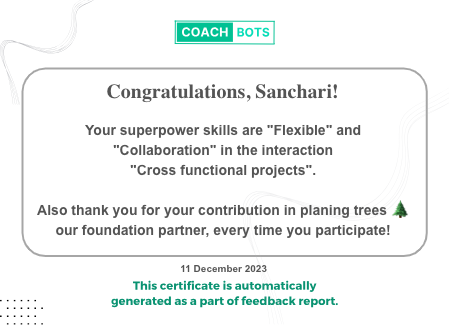 COACH BOTS
Congratulations, Sanchari!
Your superpower skills are "Flexible" and
"Collaboration" in the interaction
"Cross functional projects".
Also thank you for your contribution in planing trees 🌲
our foundation partner, every time you participate!
11 December 2023
This certificate is automatically
generated as a part of feedback report.